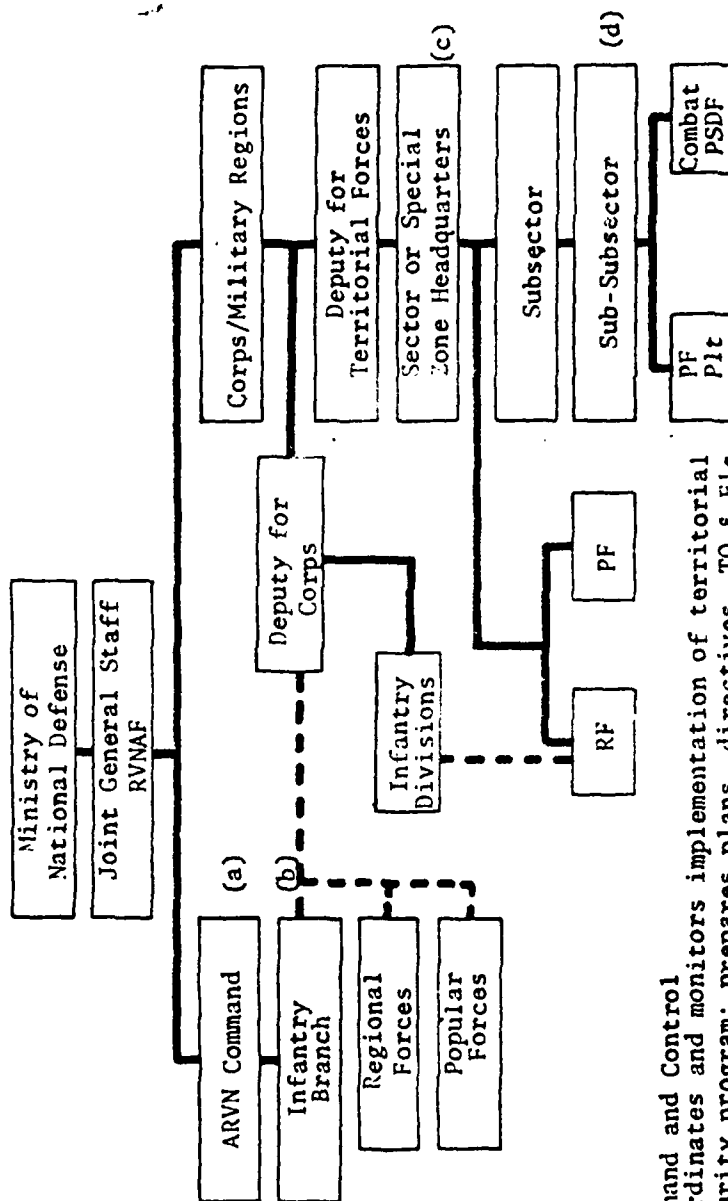 Ministry of
National Defense
Joint General Staff
RVNAF
ARVN Command
(a)
Corps/Military Regions
Infantry
Branch
(b)
Deputy for
Corps
Deputy for
Territorial Forces
Regional
Forces
Infantry
Divisions
Sector or Special
Zone Headquarters
(c)
Popular
Forces
RF
PF
Subsector
Sub-Subsector
(d)
PF
Plt
Combat
PSDF
mand and Control
rdinates and monitors implementation of territorial
rity program; prepares plans, directives,